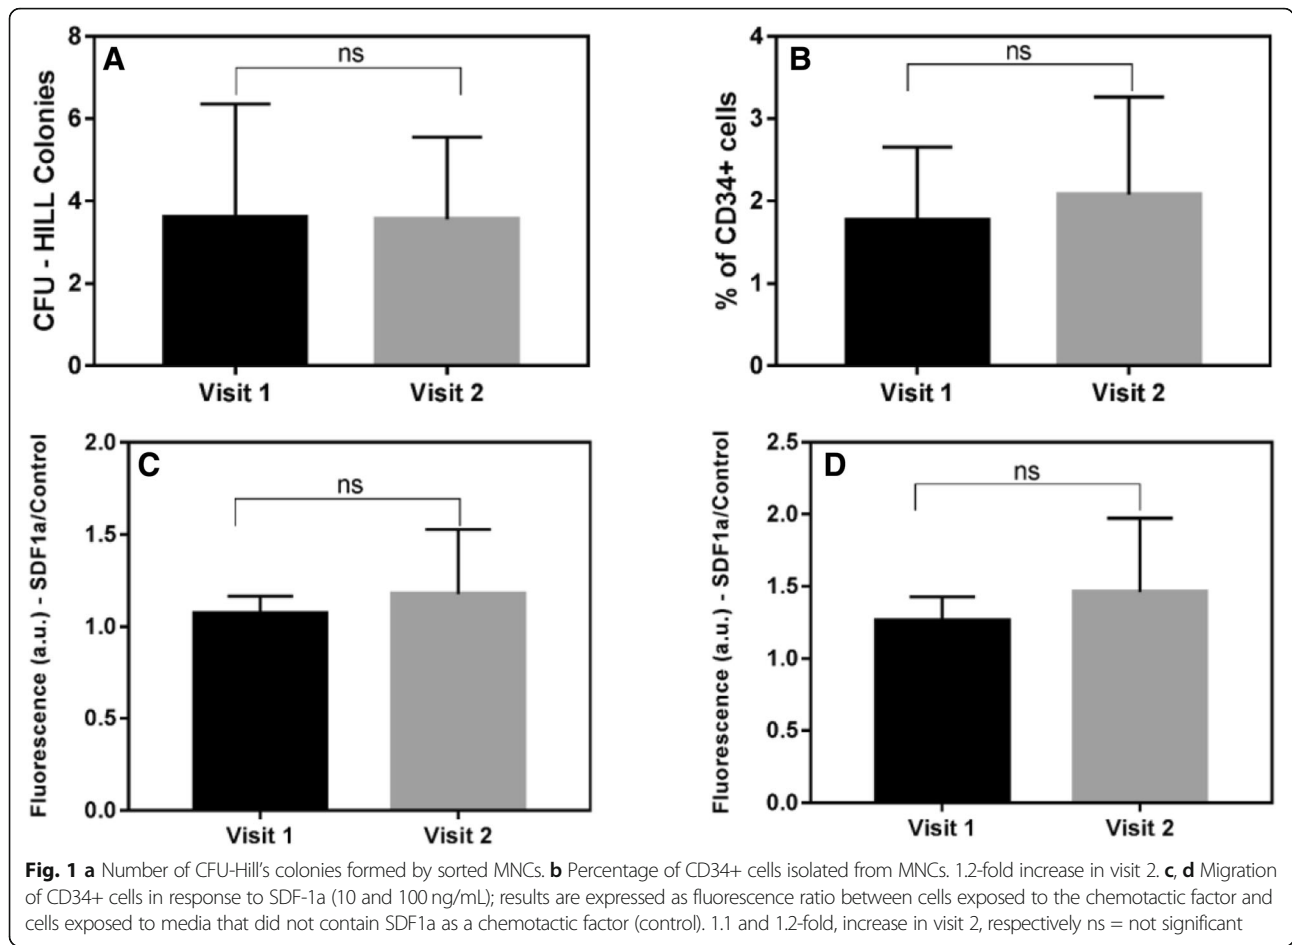 A
CFU - HILL Colonies
8
6
4
2
0
ns
Visit 1
Visit 2
B
% of CD34+ cells
4
3
2
1
0
ns
Visit 1
Visit 2
C
Fluorescence (a.u.) - SDF1a/Control
2.0
1.5
1.0
0.5
0.0
ns
Visit 1
Visit 2
D
Fluorescence (a.u.) - SDF1a/Control
2.5
2.0
1.5
1.0
0.5
0.0
ns
Visit 1
Visit 2
Fig. 1 a Number of CFU-Hill's colonies formed by sorted MNCs. b Percentage of CD34+ cells isolated from MNCs. 1.2-fold increase in visit 2. c, d Migration
of CD34+ cells in response to SDF-1a (10 and 100 ng/mL); results are expressed as fluorescence ratio between cells exposed to the chemotactic factor and
cells exposed to media that did not contain SDF1a as a chemotactic factor (control). 1.1 and 1.2-fold, increase in visit 2, respectively ns = not significant